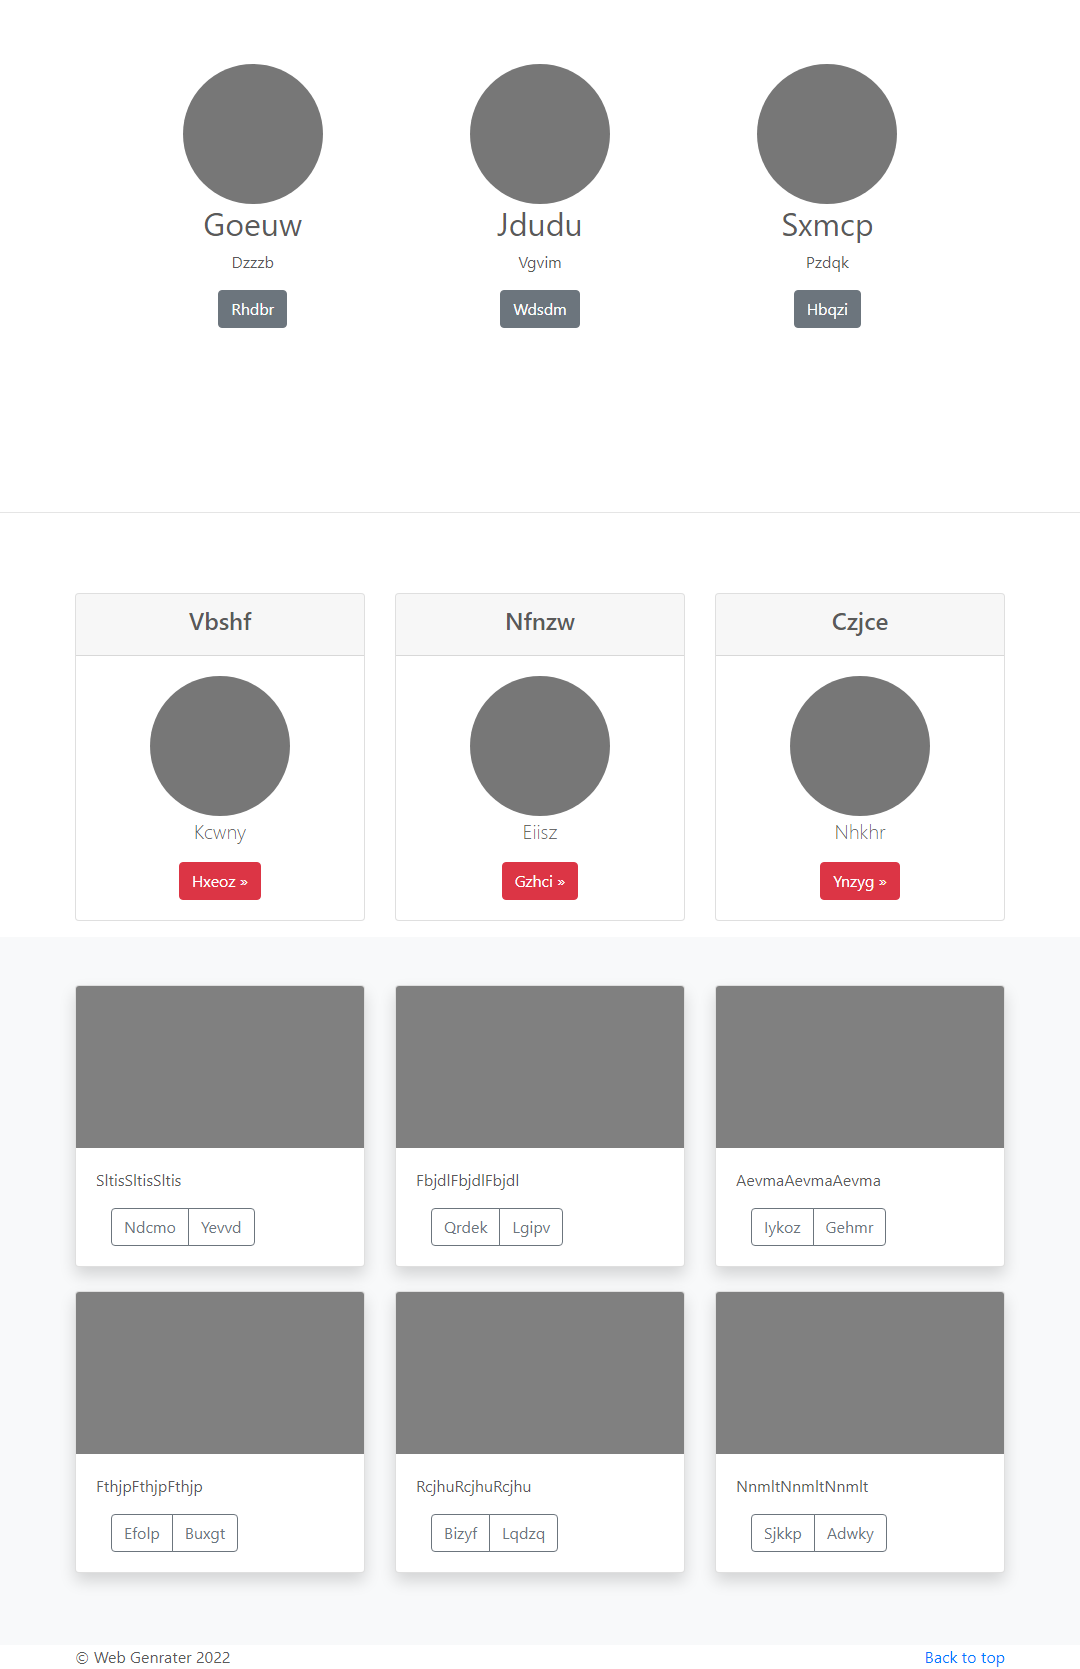 Goeuw Jdudu Sxmcp
Dzzzb Vgvim Pzdqk
Rhdbr Wdsdm Hbqzi
Vbshf Nfnzw Czjce
Kcwny Eiisz Nhkhr
Hxeoz » Gzhci » Ynzyg »
SltisSltisSltis FbjdlFbjdlFbjdl AevmaAevmaAevma
Ndcmo Yevvd Qrdek Lgipv Iykoz Gehmr
FthjpFthjpFthjp RcjhuRcjhuRcjhu NnmltNnmltNnmlt
Efolp Buxgt Bizyf Lqdzq Sjkkp Adwky
© Web Genrater 2022 Back to top